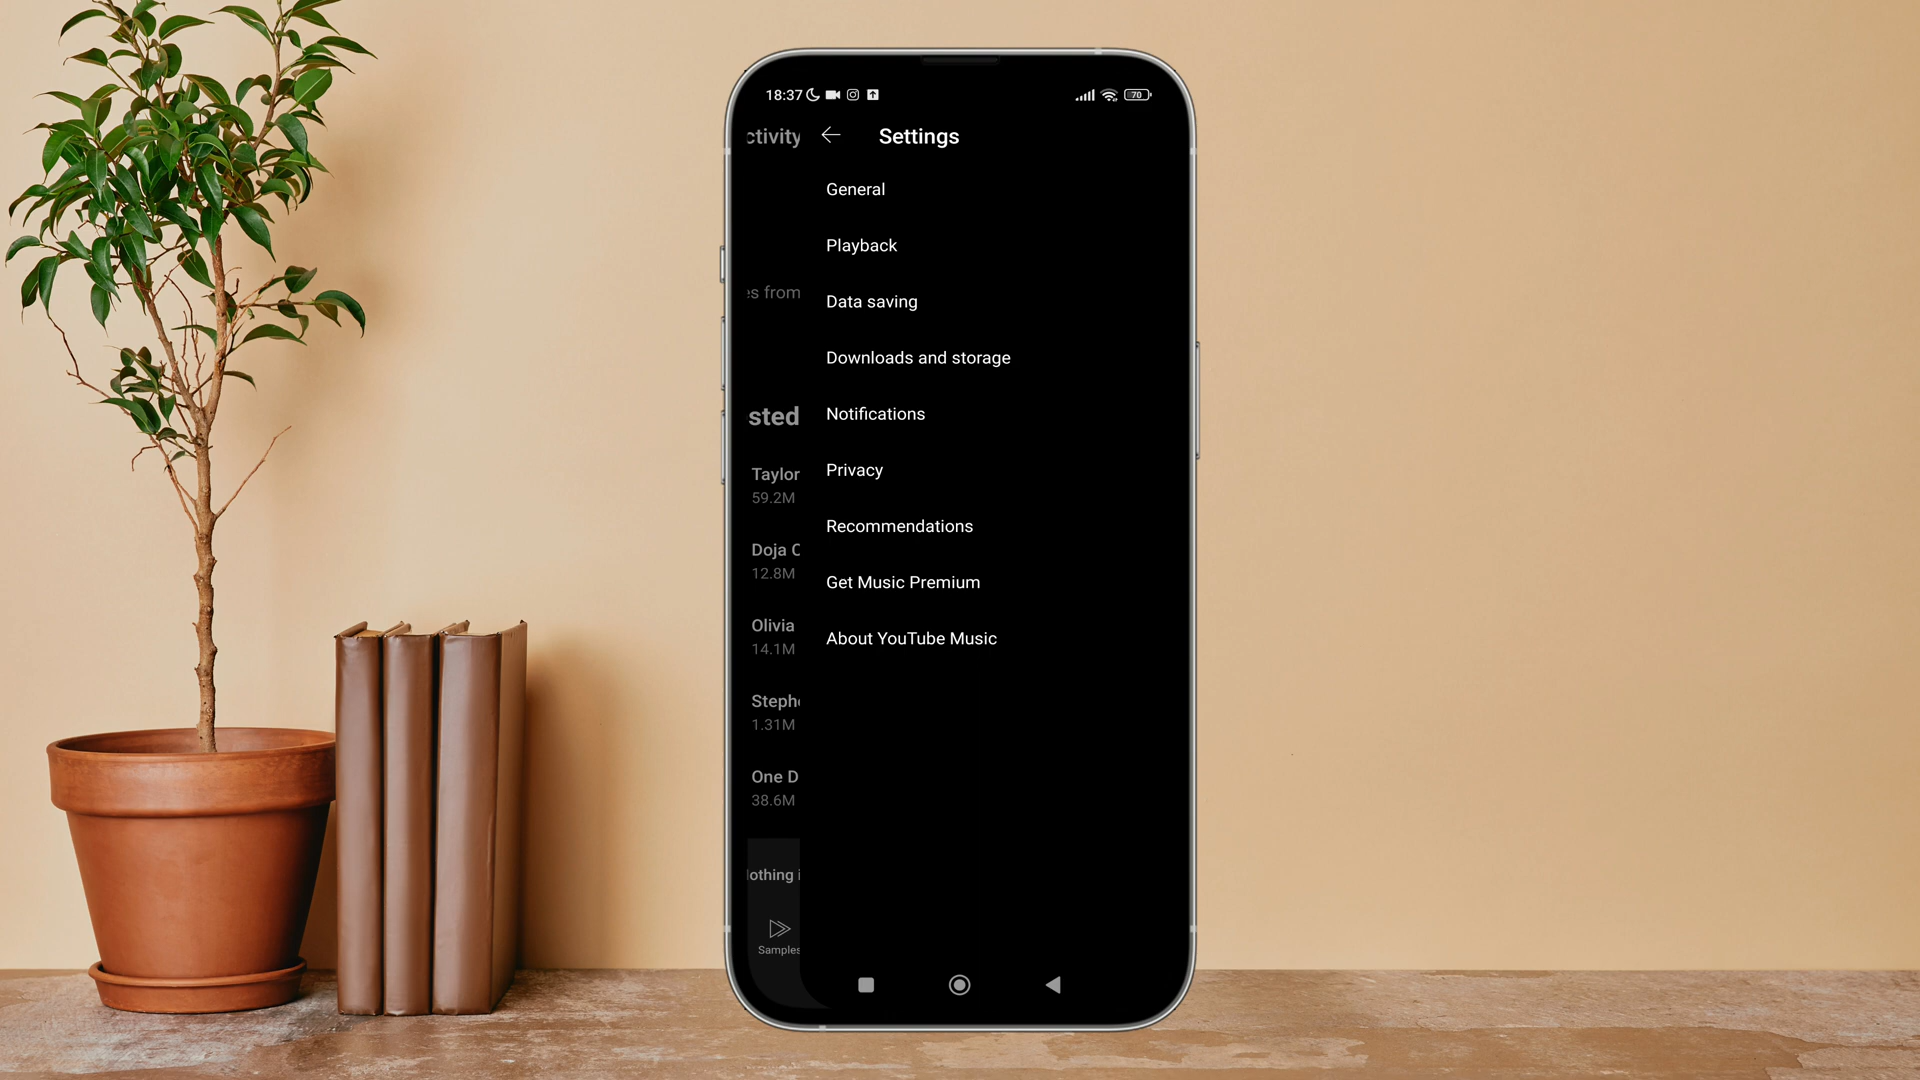 18:37
70
ctivity
Settings
General
Playback
Data saving
es from
Downloads and storage
sted
Notifications
Privacy
Taylor
59.2M
Recommendations
Doja C
12.8M
Get Music Premium
Olivia
14.1M
About YouTube Music
Steph
1.31M
One D
38.6M
othing i
Samples